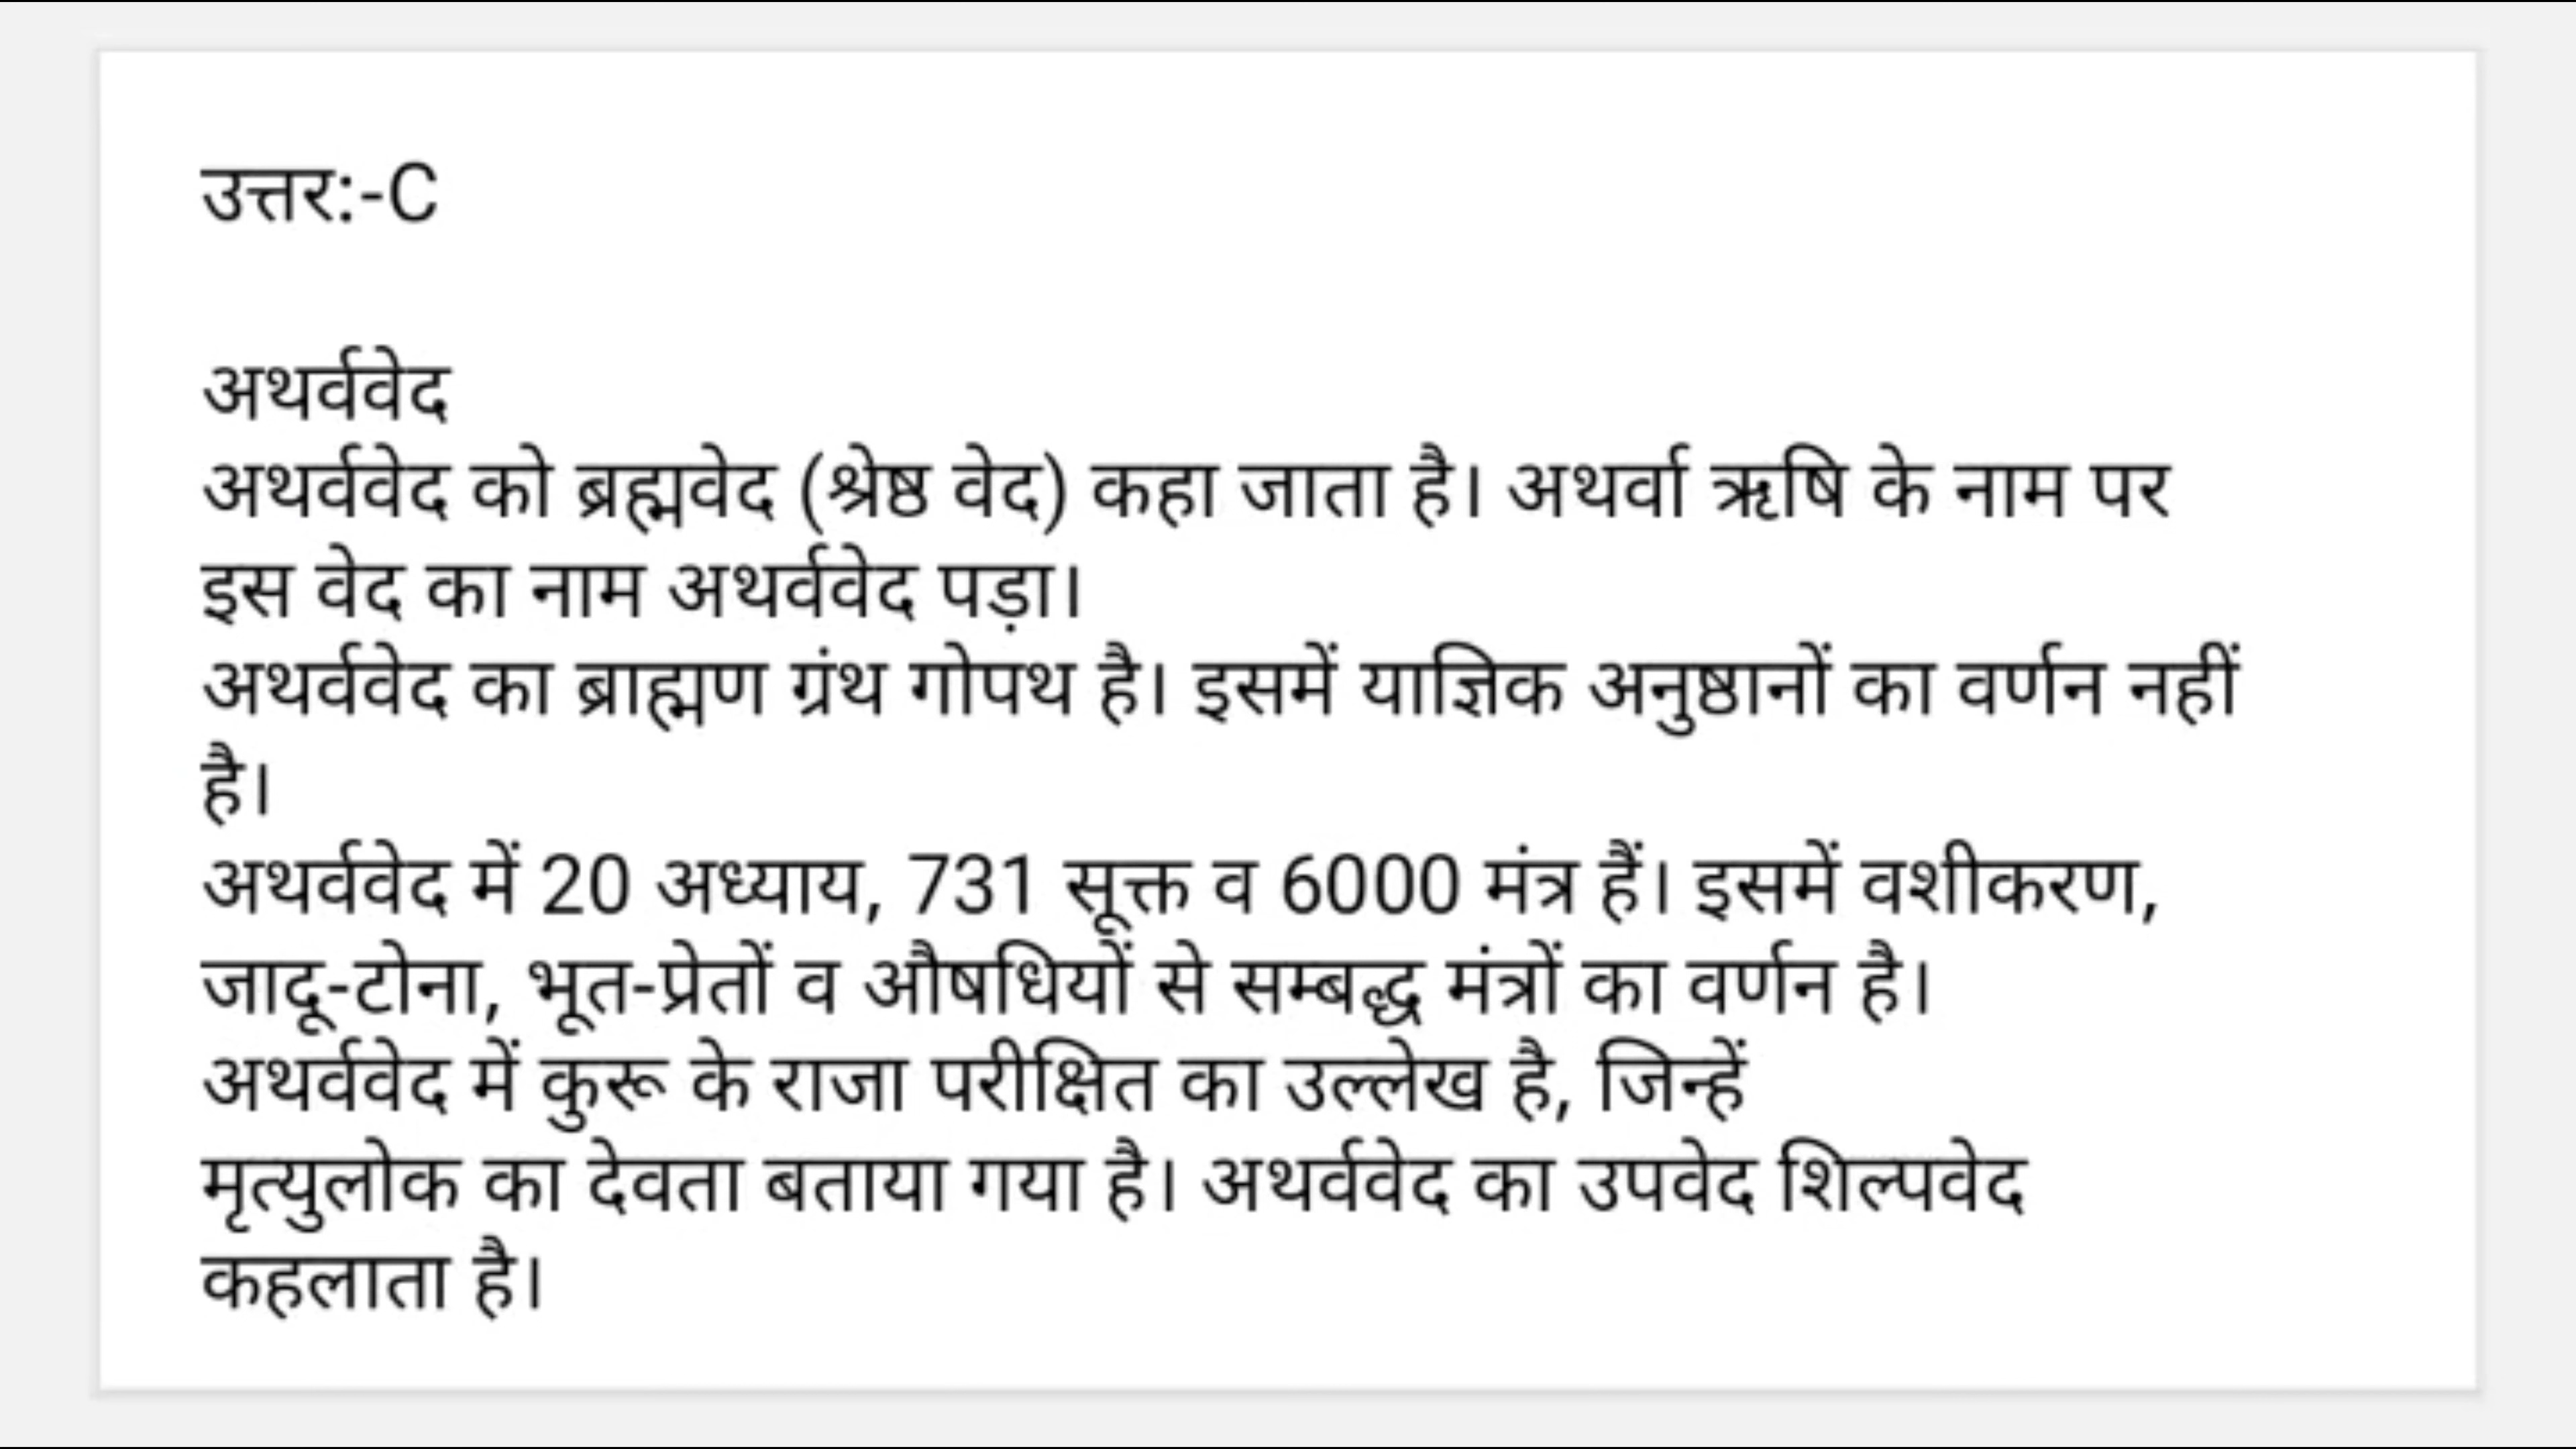 उत्तर:-C
अथर्ववेद
अथर्ववेद को ब्रह्मवेद (श्रेष्ठ वेद) कहा जाता है। अथर्वा ऋषि के नाम पर
इस वेद का नाम अथर्ववेद पड़ा।
अथर्ववेद का ब्राह्मण ग्रंथ गोपथ है। इसमें याज्ञिक अनुष्ठानों का वर्णन नहीं
है।
अथर्ववेद में 20 अध्याय, 731 सूक्त व 6000 मंत्र हैं। इसमें वशीकरण,
जादू-टोना, भूत-प्रेतों व औषधियों से सम्बद्ध मंत्रों का वर्णन है।
अथर्ववेद में कुरू के राजा परीक्षित का उल्लेख है, जिन्हें
मृत्युलोक का देवता बताया गया है। अथर्ववेद का उपवेद शिल्पवेद
कहलाता है।